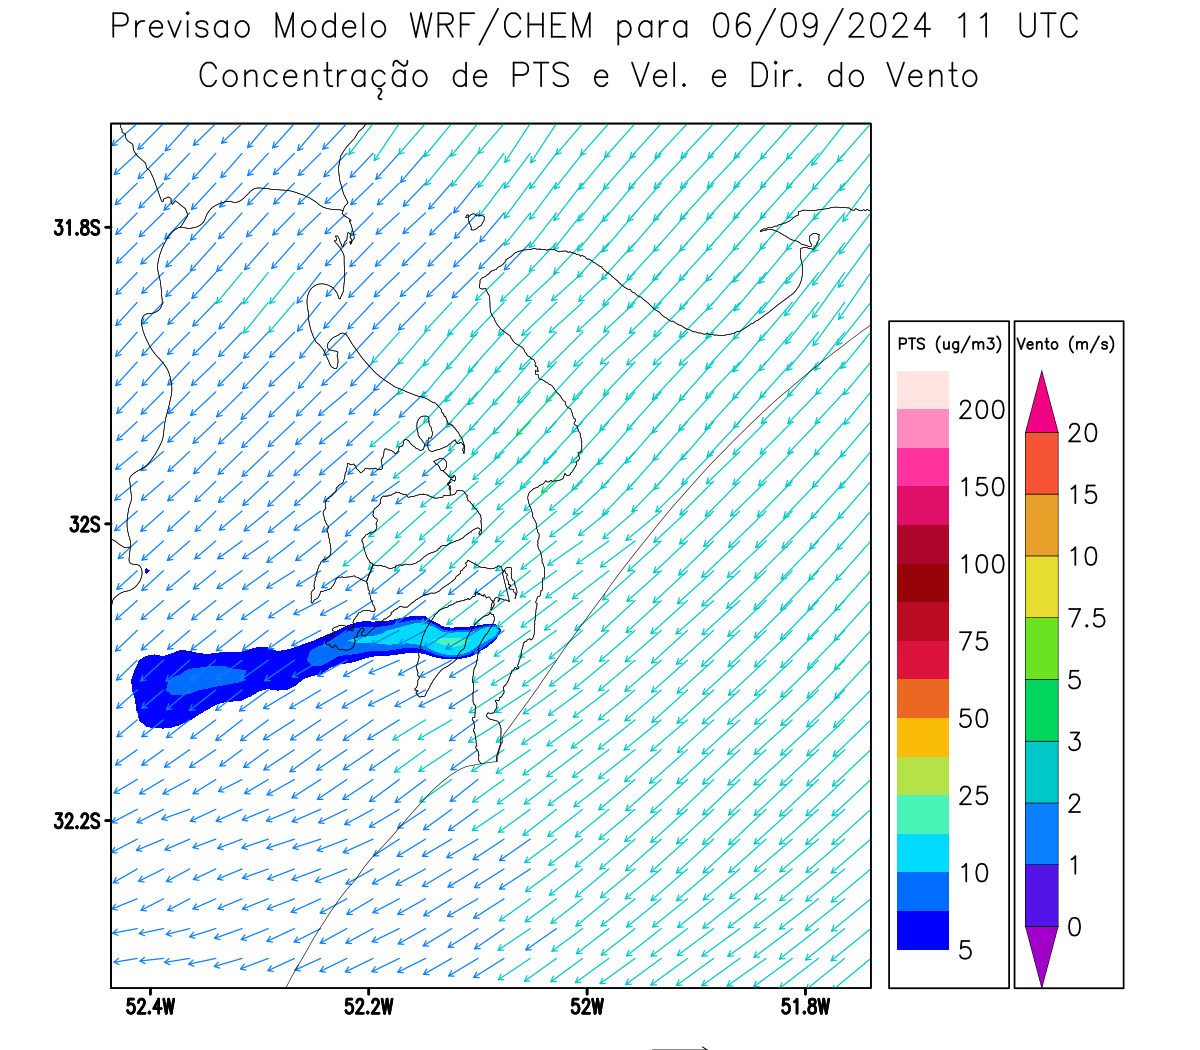 Previsao Modelo WRF/CHEM para 06/09/2024 11 UTC
Concentração de PTS e Vel. e Dir. do Vento
31.8S
32S
32.2S
52.4W
52.2W
52W
51.8W
PTS (ug/m3)
200
150
100
75
50
25
10
5
Vento (m/s)
20
15
10
7.5
5
3
2
1
0